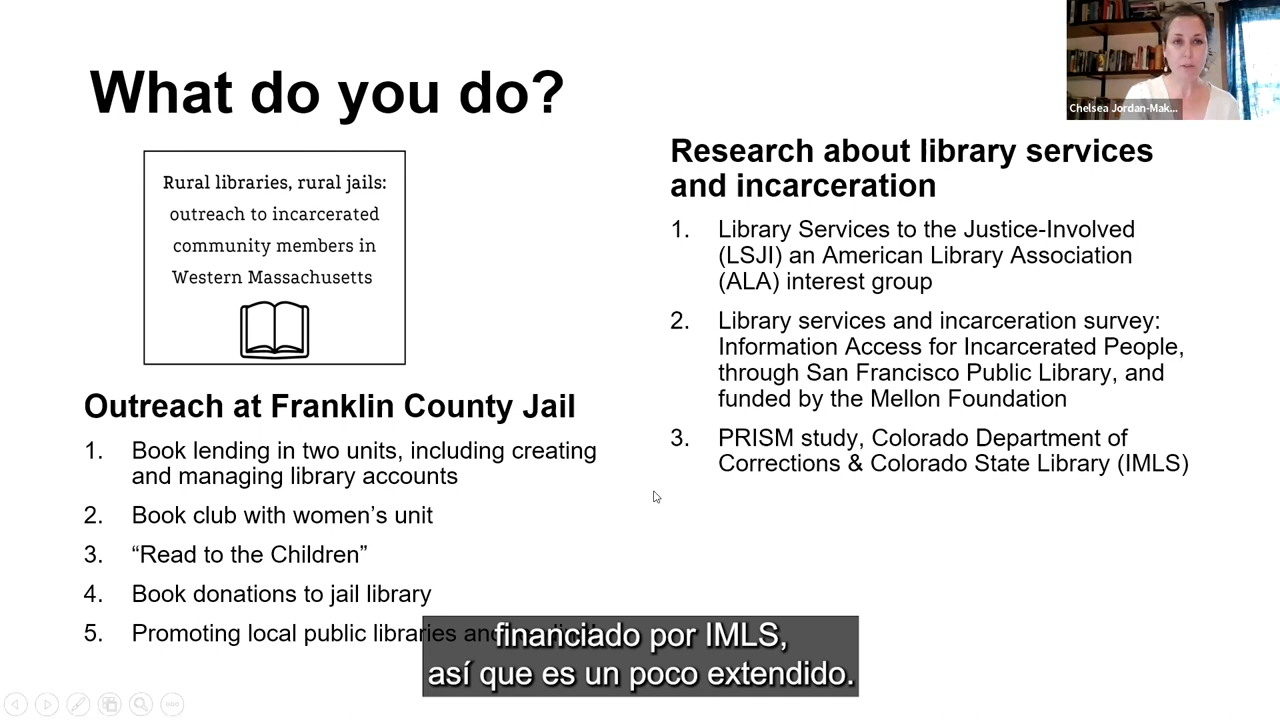 What do you do?
Chelsea Jordan-Mak...
Rural libraries, rural jails:
outreach to incarcerated
community members in
Western Massachusetts
Outreach at Franklin County Jail
1. Book lending in two units, including creating
and managing library accounts
2. Book club with women’s unit
3. “Read to the Children”
4. Book donations to jail library
5. Promoting local public libraries and
Research about library services
and incarceration
1. Library Services to the Justice-Involved
(LSJI) an American Library Association
(ALA) interest group
2. Library services and incarceration survey:
Information Access for Incarcerated People,
through San Francisco Public Library, and
funded by the Mellon Foundation
3. PRISM study, Colorado Department of
Corrections & Colorado State Library (IMLS)
financiado por IMLS,
así que es un poco extendido.